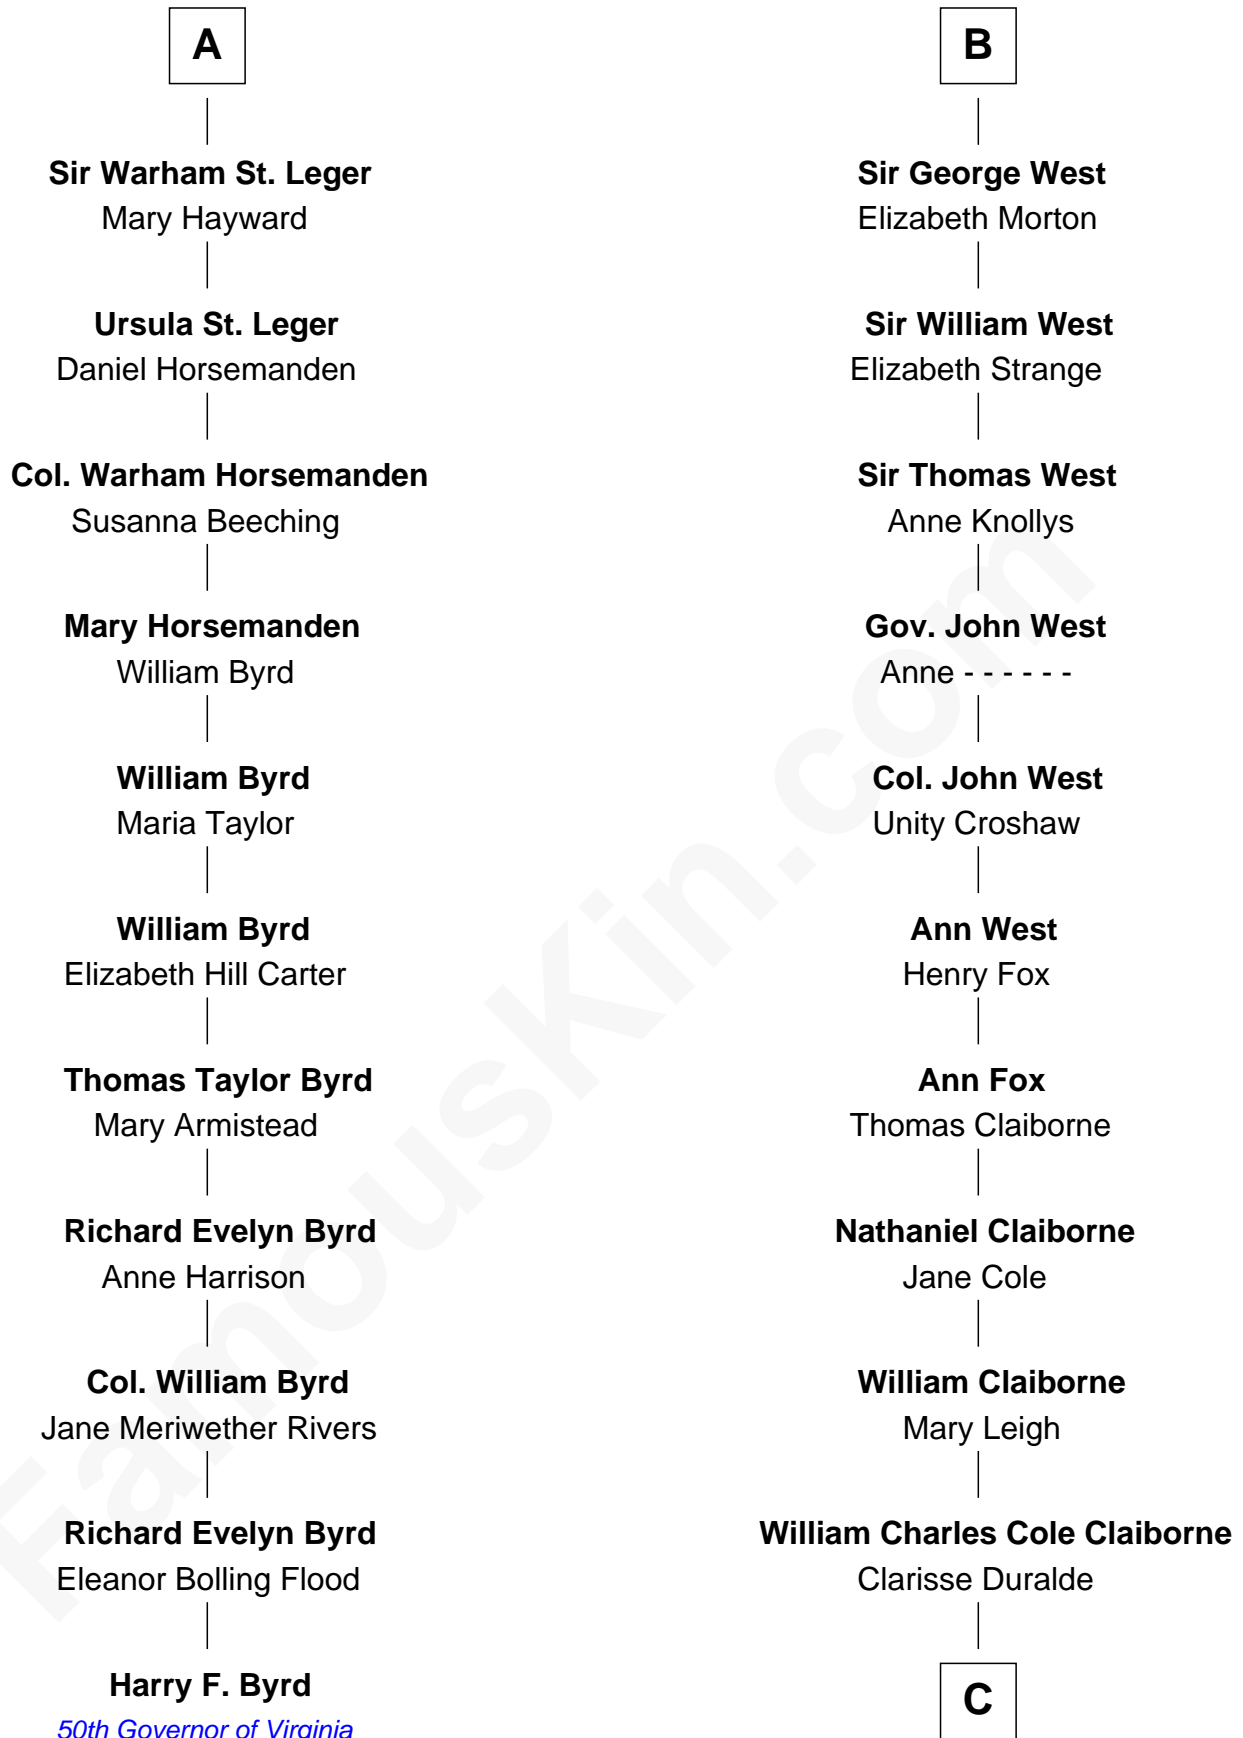 A
Sir Warham St. Leger
Mary Hayward
Ursula St. Leger
Daniel Horsemanden
Col. Warham Horsemanden
Susanna Beeching
Mary Horsemanden
William Byrd
William Byrd
Maria Taylor
William Byrd
Elizabeth Hill Carter
Thomas Taylor Byrd
Mary Armistead
Richard Evelyn Byrd
Anne Harrison
Col. William Byrd
Jane Meriwether Rivers
Richard Evelyn Byrd
Eleanor Bolling Flood
Harry F. Byrd
50th Governor of Virginia
B
Sir George West
Elizabeth Morton
Sir William West
Elizabeth Strange
Sir Thomas West
Anne Knollys
Gov. John West
Anne - - - - - -
Col. John West
Unity Croshaw
Ann West
Henry Fox
Ann Fox
Thomas Claiborne
Nathaniel Claiborne
Jane Cole
William Claiborne
Mary Leigh
William Charles Cole Claiborne
Clarisse Duralde
C
FamousKin.com